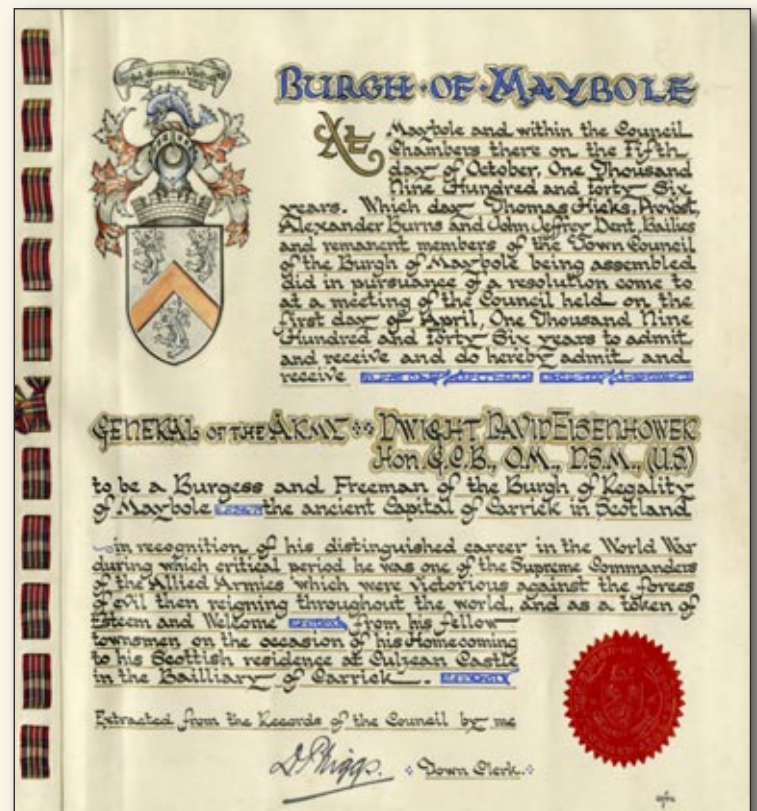 BURGH·OF·MAYBOLE
At Maybole and within the Council
Chambers there on the Fifth
day of October, One Thousand
Nine Hundred and Forty Six
years. Which day Thomas Hicks, Provost,
Alexander Burns and John Jeffrey Dent, Bailies
and remanent members of the Town Council
of the Burgh of Maybole being assembled
did in pursuance of a resolution come to
at a meeting of the Council held on the
first day of April, One Thousand Nine
Hundred and Forty Six years to admit
and receive and do hereby admit and
receive
GENERAL OF THE ARMY DWIGHT DAVID EISENHOWER
Hon. G.C.B., O.M., D.S.M., (U.S)
to be a Burgess and Freeman of the Burgh of Regality
of Maybole the ancient Capital of Carrick in Scotland
in recognition of his distinguished career in the World War
during which critical period he was one of the Supreme Commanders
of the Allied Armies which were victorious against the forces
of evil then reigning throughout the world, and as a token of
Esteem and Welcome from his fellow
townsmen on the occasion of his Homecoming
to his Scottish residence at Culzean Castle
in the Bailliary of Carrick.
Extracted from the Records of the Council by me
Town Clerk.